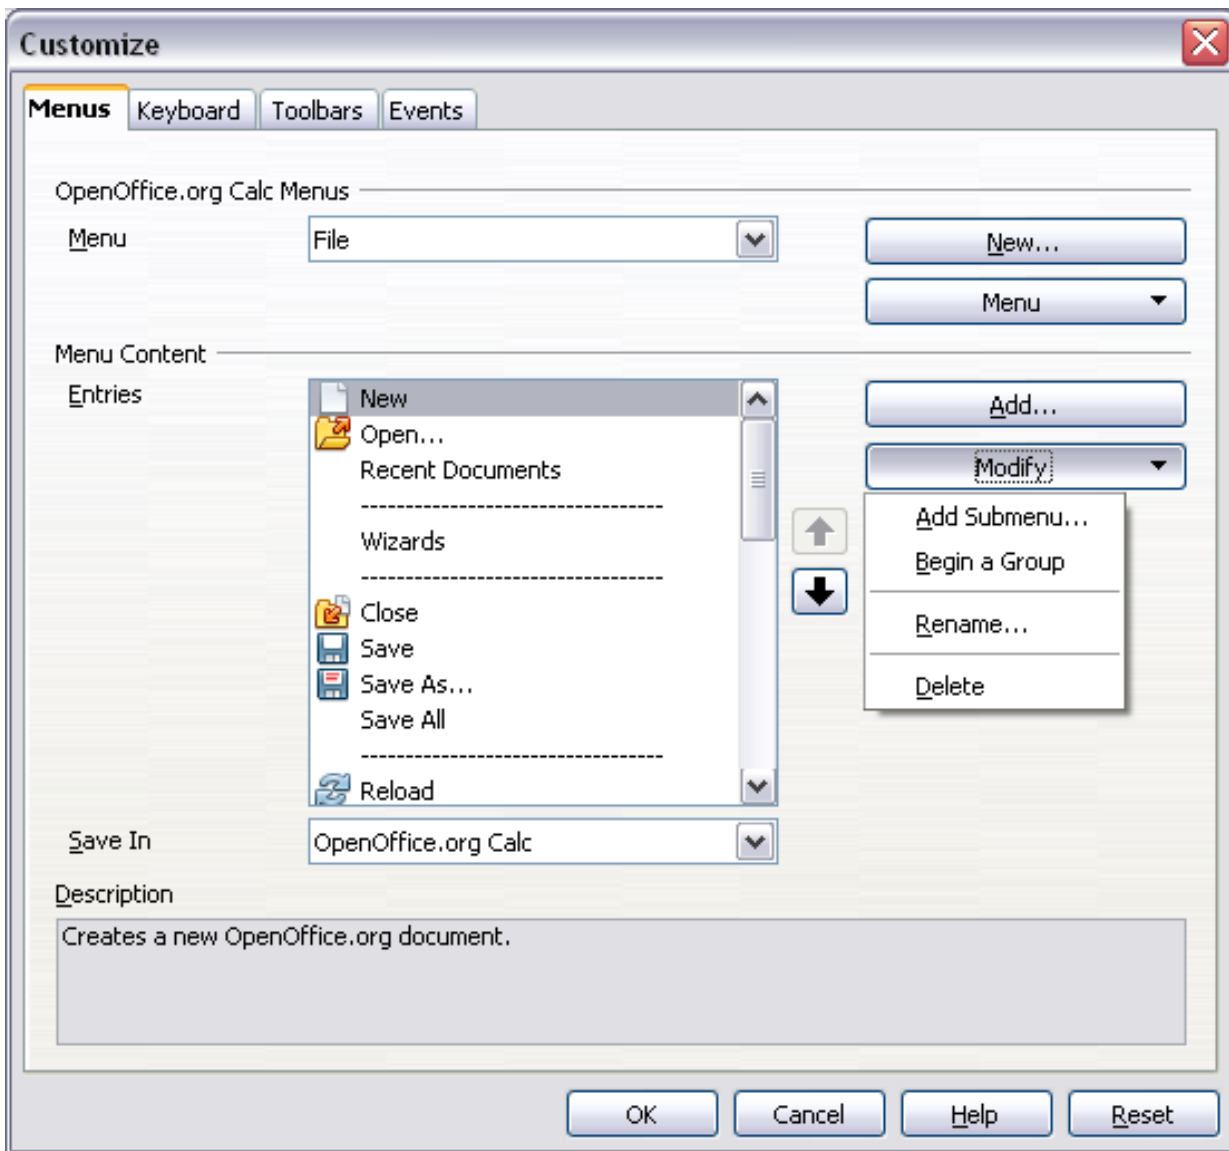 Customize
Menus Keyboard Toolbars Events
OpenOffice.org Calc Menus
Menu File New...
Menu
Menu Content
Entries New Add...
Open... Modify
Recent Documents
---------------------------------
Add Submenu...
Wizards
Begin a Group
---------------------------------
Close
Rename...
Save
Save As...
Delete
Save All
---------------------------------
Reload
Save In OpenOffice.org Calc
Description
Creates a new OpenOffice.org document.
OK Cancel Help Reset